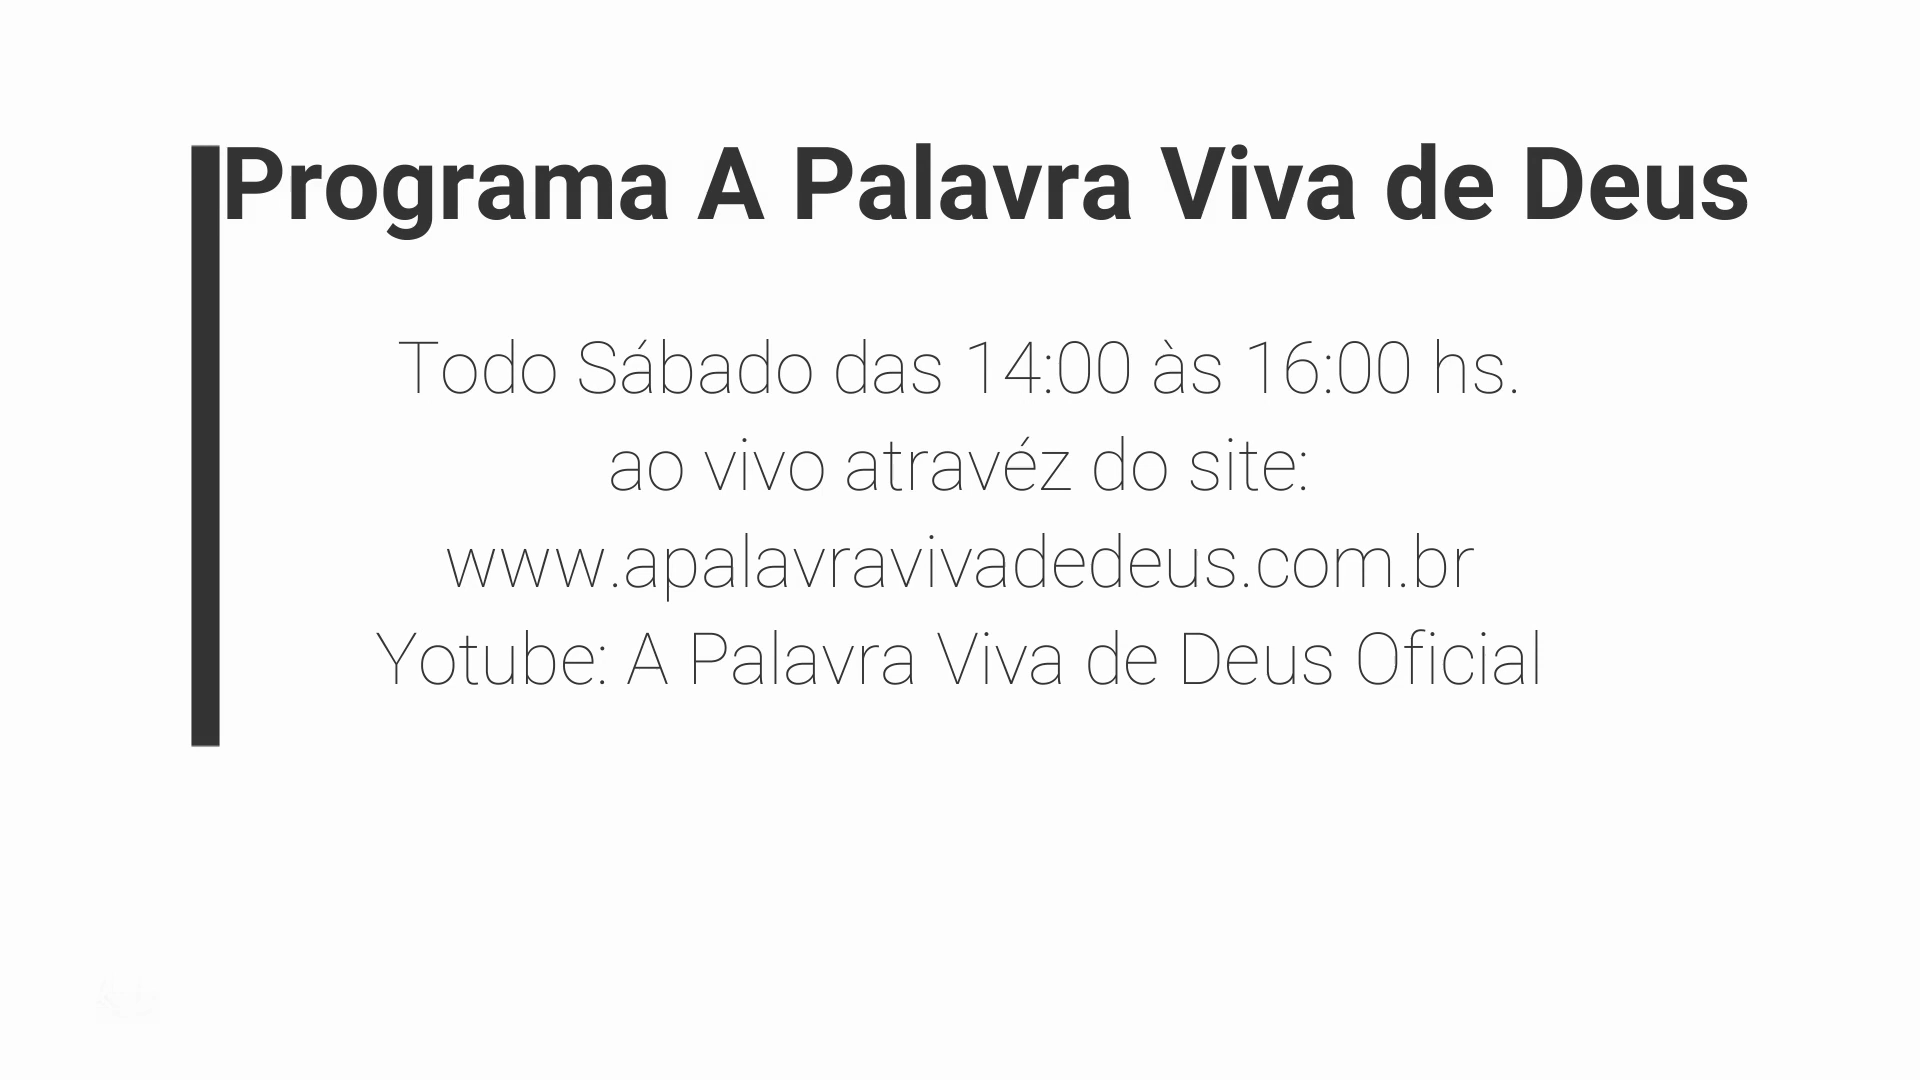 Programa A Palavra Viva de Deus
Todo Sábado das 14:00 às 16:00 hs.
ao vivo atravéz do site:
www.apalavravivadedeus.com.br
Yotube: A Palavra Viva de Deus Oficial